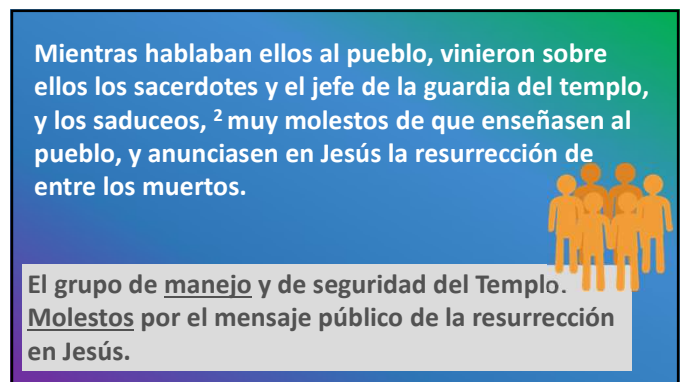 Mientras hablaban ellos al pueblo, vinieron sobre
ellos los sacerdotes y el jefe de la guardia del templo,
y los saduceos, ² muy molestos de que enseñasen al
pueblo, y anunciasen en Jesús la resurrección de
entre los muertos.
El grupo de manejo y de seguridad del Templo.
Molestos por el mensaje público de la resurrección
en Jesús.